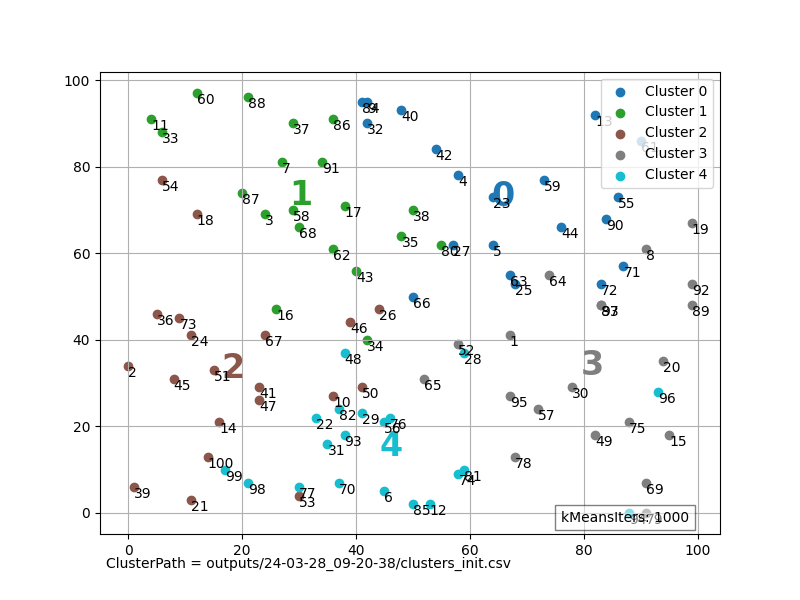 100
80
60
40
20
0
0 20 40 60 80 100
Cluster 0
Cluster 1
Cluster 2
Cluster 3
Cluster 4
60 88 40
11 33 37 86 32 42
7 91 4 59
54 87 1 0 23 55
18 3 58 17 38 90 19
68 35 44
62 27 5 8
43 63 64 71
25 72 92
16 66 89
36 73 46 26
24 67 34 1
48 52 28 20
2 51 2 3
45 65 30
41 50 96
47 10 95
82 57
14 22 29 76 75
93 49 15
31 4
100 78
99 74 81
98 77 70 69
39 53 6
21 85 12
kMeansIters: 1000
ClusterPath = outputs/24-03-28_09-20-38/clusters_init.csv